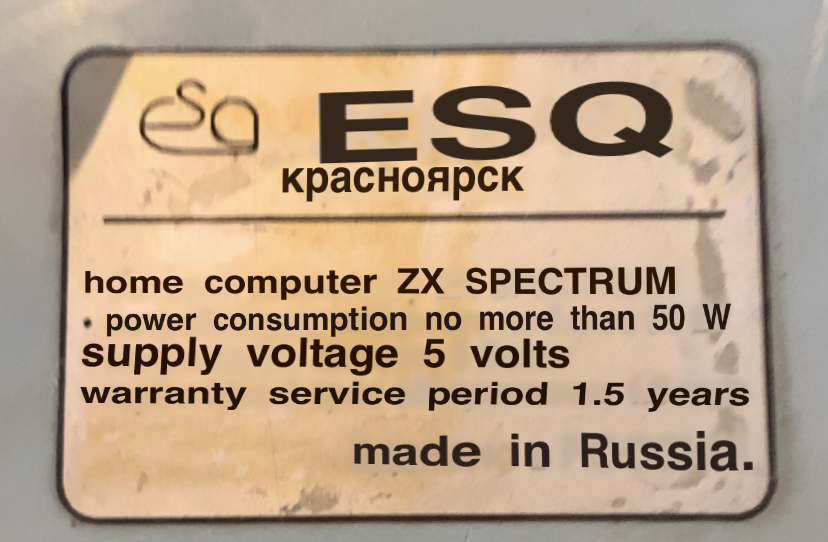 esq ESQ
красноярск
home computer ZX SPECTRUM
• power consumption no more than 50 W
supply voltage 5 volts
warranty service period 1.5 years
made in Russia.